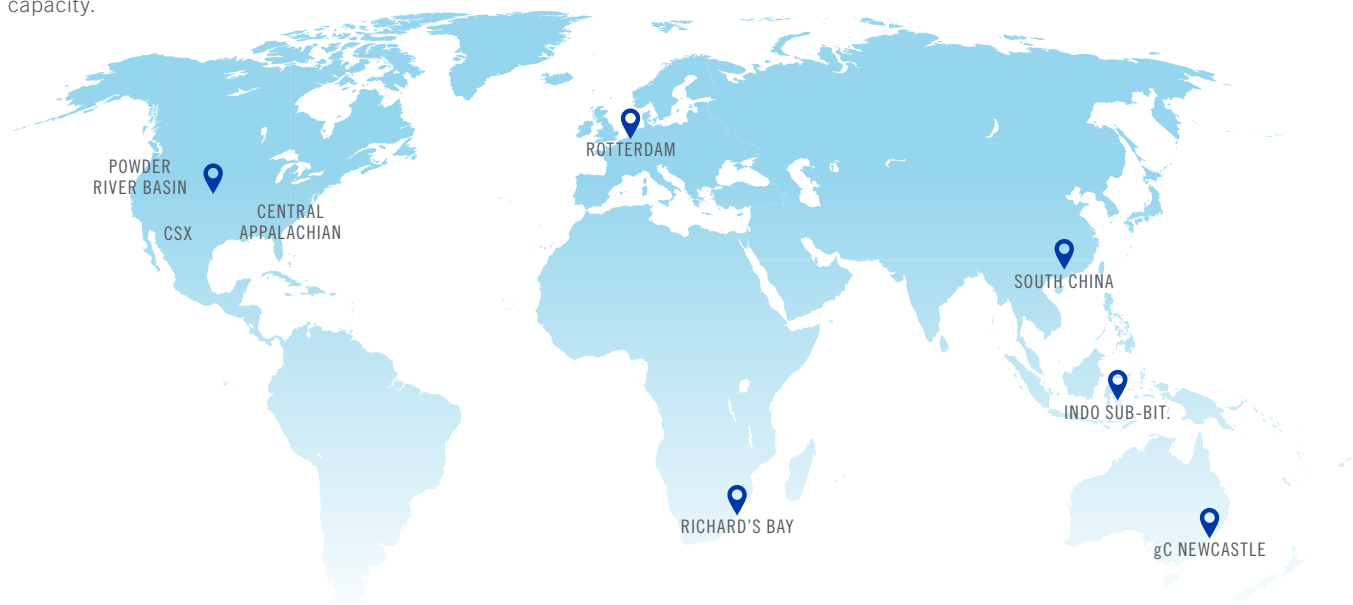 capacity.
ROTTERDAM
POWDER
RIVER BASIN
CENTRAL
APPALACHIAN
CSX
SOUTH CHINA
INDO SUB-BIT.
RICHARD'S BAY
gC NEWCASTLE